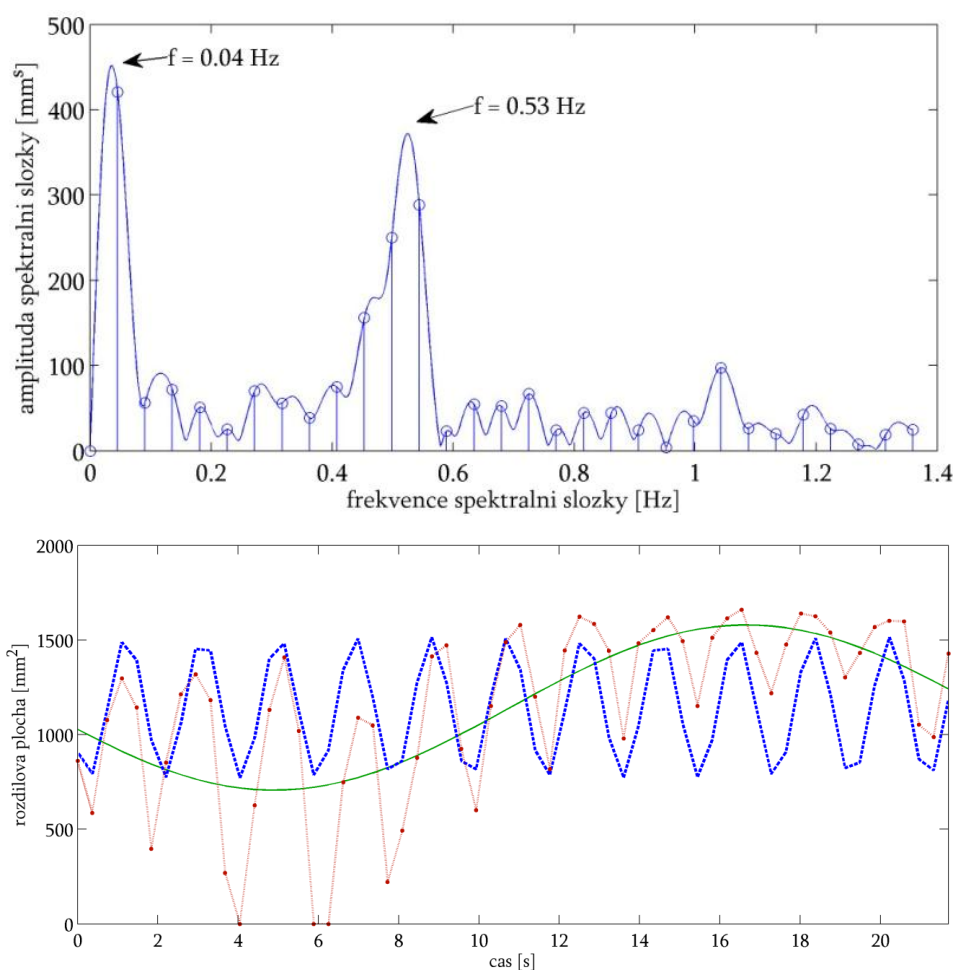 500
400
300
200
100
0
amplituda spektralni slozky [mm^s]
f = 0.04 Hz
f = 0.53 Hz
0 0.2 0.4 0.6 0.8 1 1.2 1.4
frekvence spektralni slozky [Hz]
2000
1500
1000
500
0
rozdilova plocha [mm²]
0 2 4 6 8 10 12 14 16 18 20
cas [s]